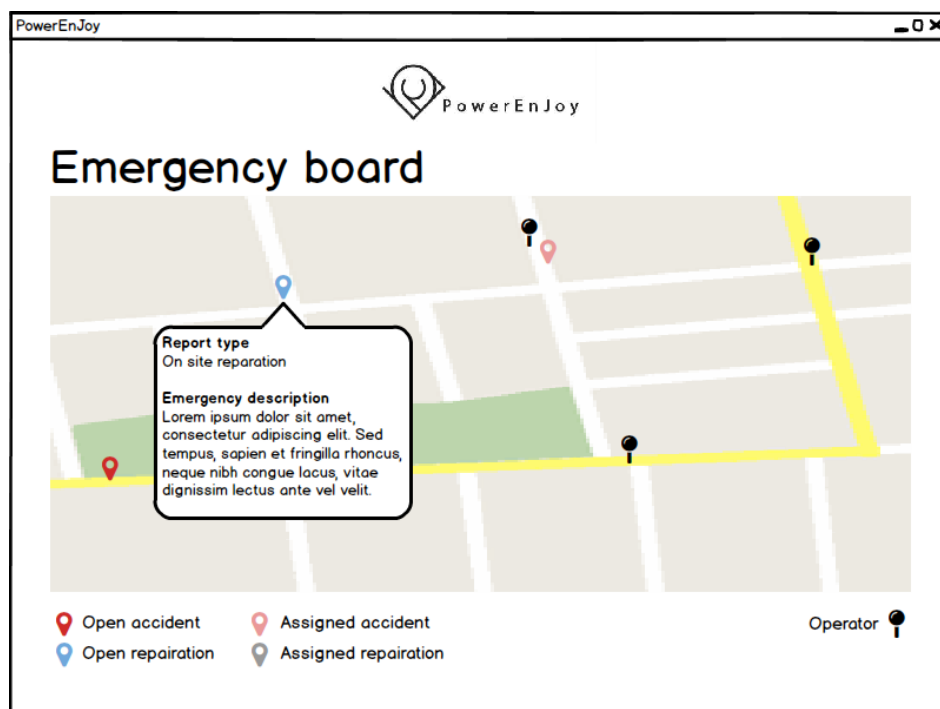 PowerEnJoy
PowerEnJoy
Emergency board
Report type
On site reparation
Emergency description
Lorem ipsum dolor sit amet,
consectetur adipiscing elit. Sed
tempus, sapien et fringilla rhoncus,
neque nibh congue lacus, vitae
dignissim lectus ante vel velit.
Open accident
Assigned accident
Operator
Open repairation
Assigned repairation